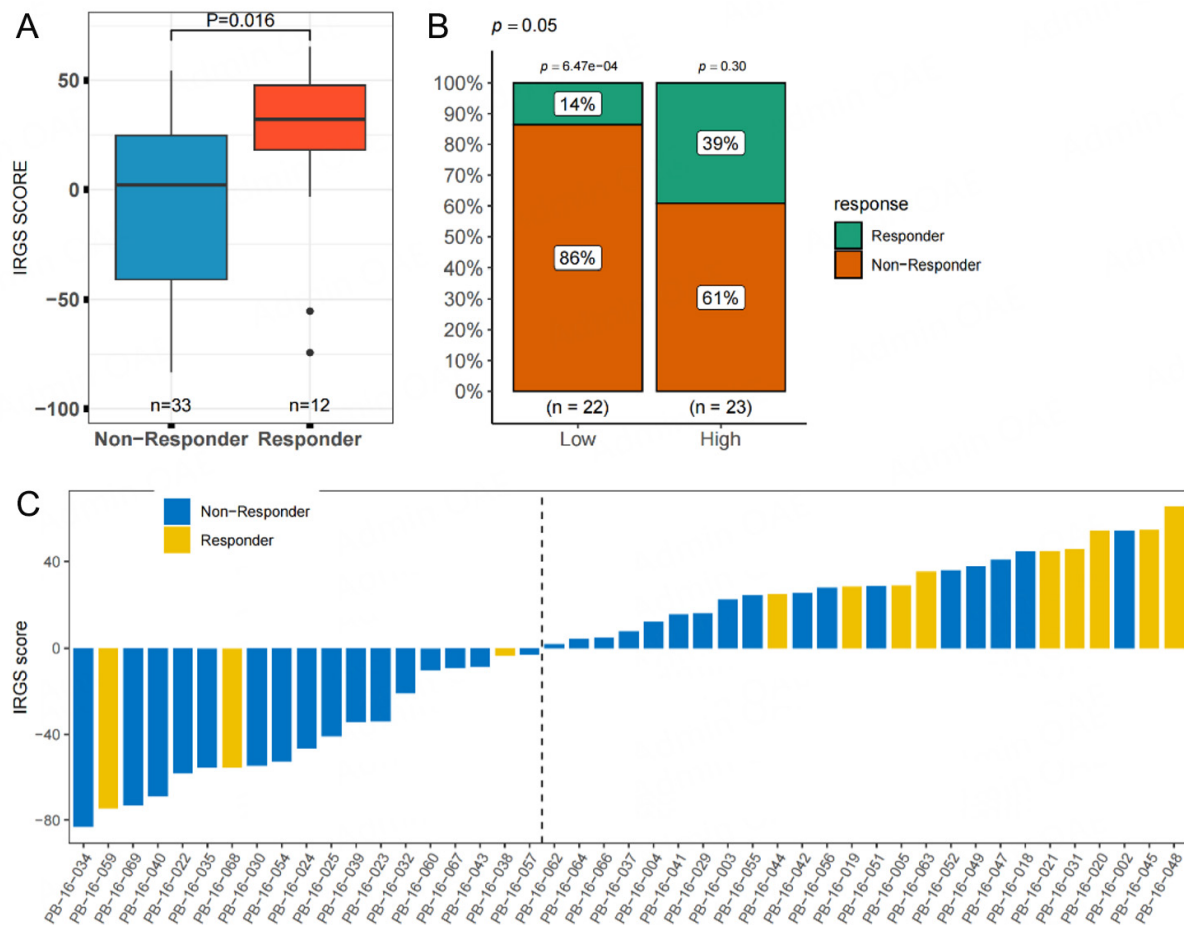 A
P=0.016
IRGS SCORE
50
0
−50
−100
n=33
n=12
Non−Responder
Responder
B
p = 0.05
p = 6.47e−04
p = 0.30
100%
90%
80%
70%
60%
50%
40%
30%
20%
10%
0%
14%
86%
39%
61%
(n = 22)
(n = 23)
Low
High
response
Responder
Non−Responder
C
Non-Responder
Responder
IRGS score
40
0
−40
−80
PB-16-034
PB-16-059
PB-16-069
PB-16-040
PB-16-022
PB-16-035
PB-16-068
PB-16-030
PB-16-054
PB-16-024
PB-16-025
PB-16-039
PB-16-023
PB-16-032
PB-16-060
PB-16-067
PB-16-043
PB-16-038
PB-16-057
PB-16-062
PB-16-064
PB-16-066
PB-16-037
PB-16-004
PB-16-041
PB-16-029
PB-16-003
PB-16-055
PB-16-044
PB-16-042
PB-16-056
PB-16-019
PB-16-051
PB-16-005
PB-16-063
PB-16-052
PB-16-049
PB-16-047
PB-16-018
PB-16-021
PB-16-031
PB-16-020
PB-16-002
PB-16-045
PB-16-048